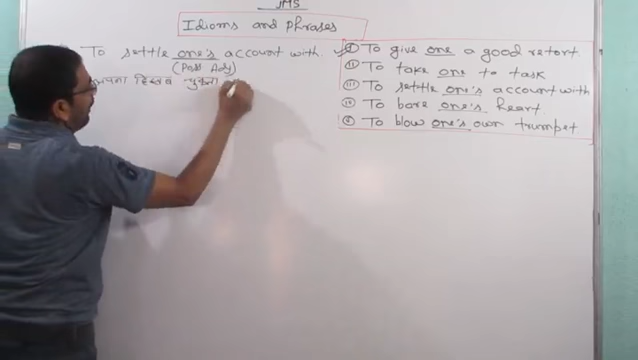 JMS
Idioms and Phrases
To settle one's account with.
(Poss Adj)
अपना हिसाब चुकता
(i) To give one a good retort
(ii) To take one to task
(iii) To settle one's account with
(iv) To bare one's heart
(v) To blow one's own trumpet